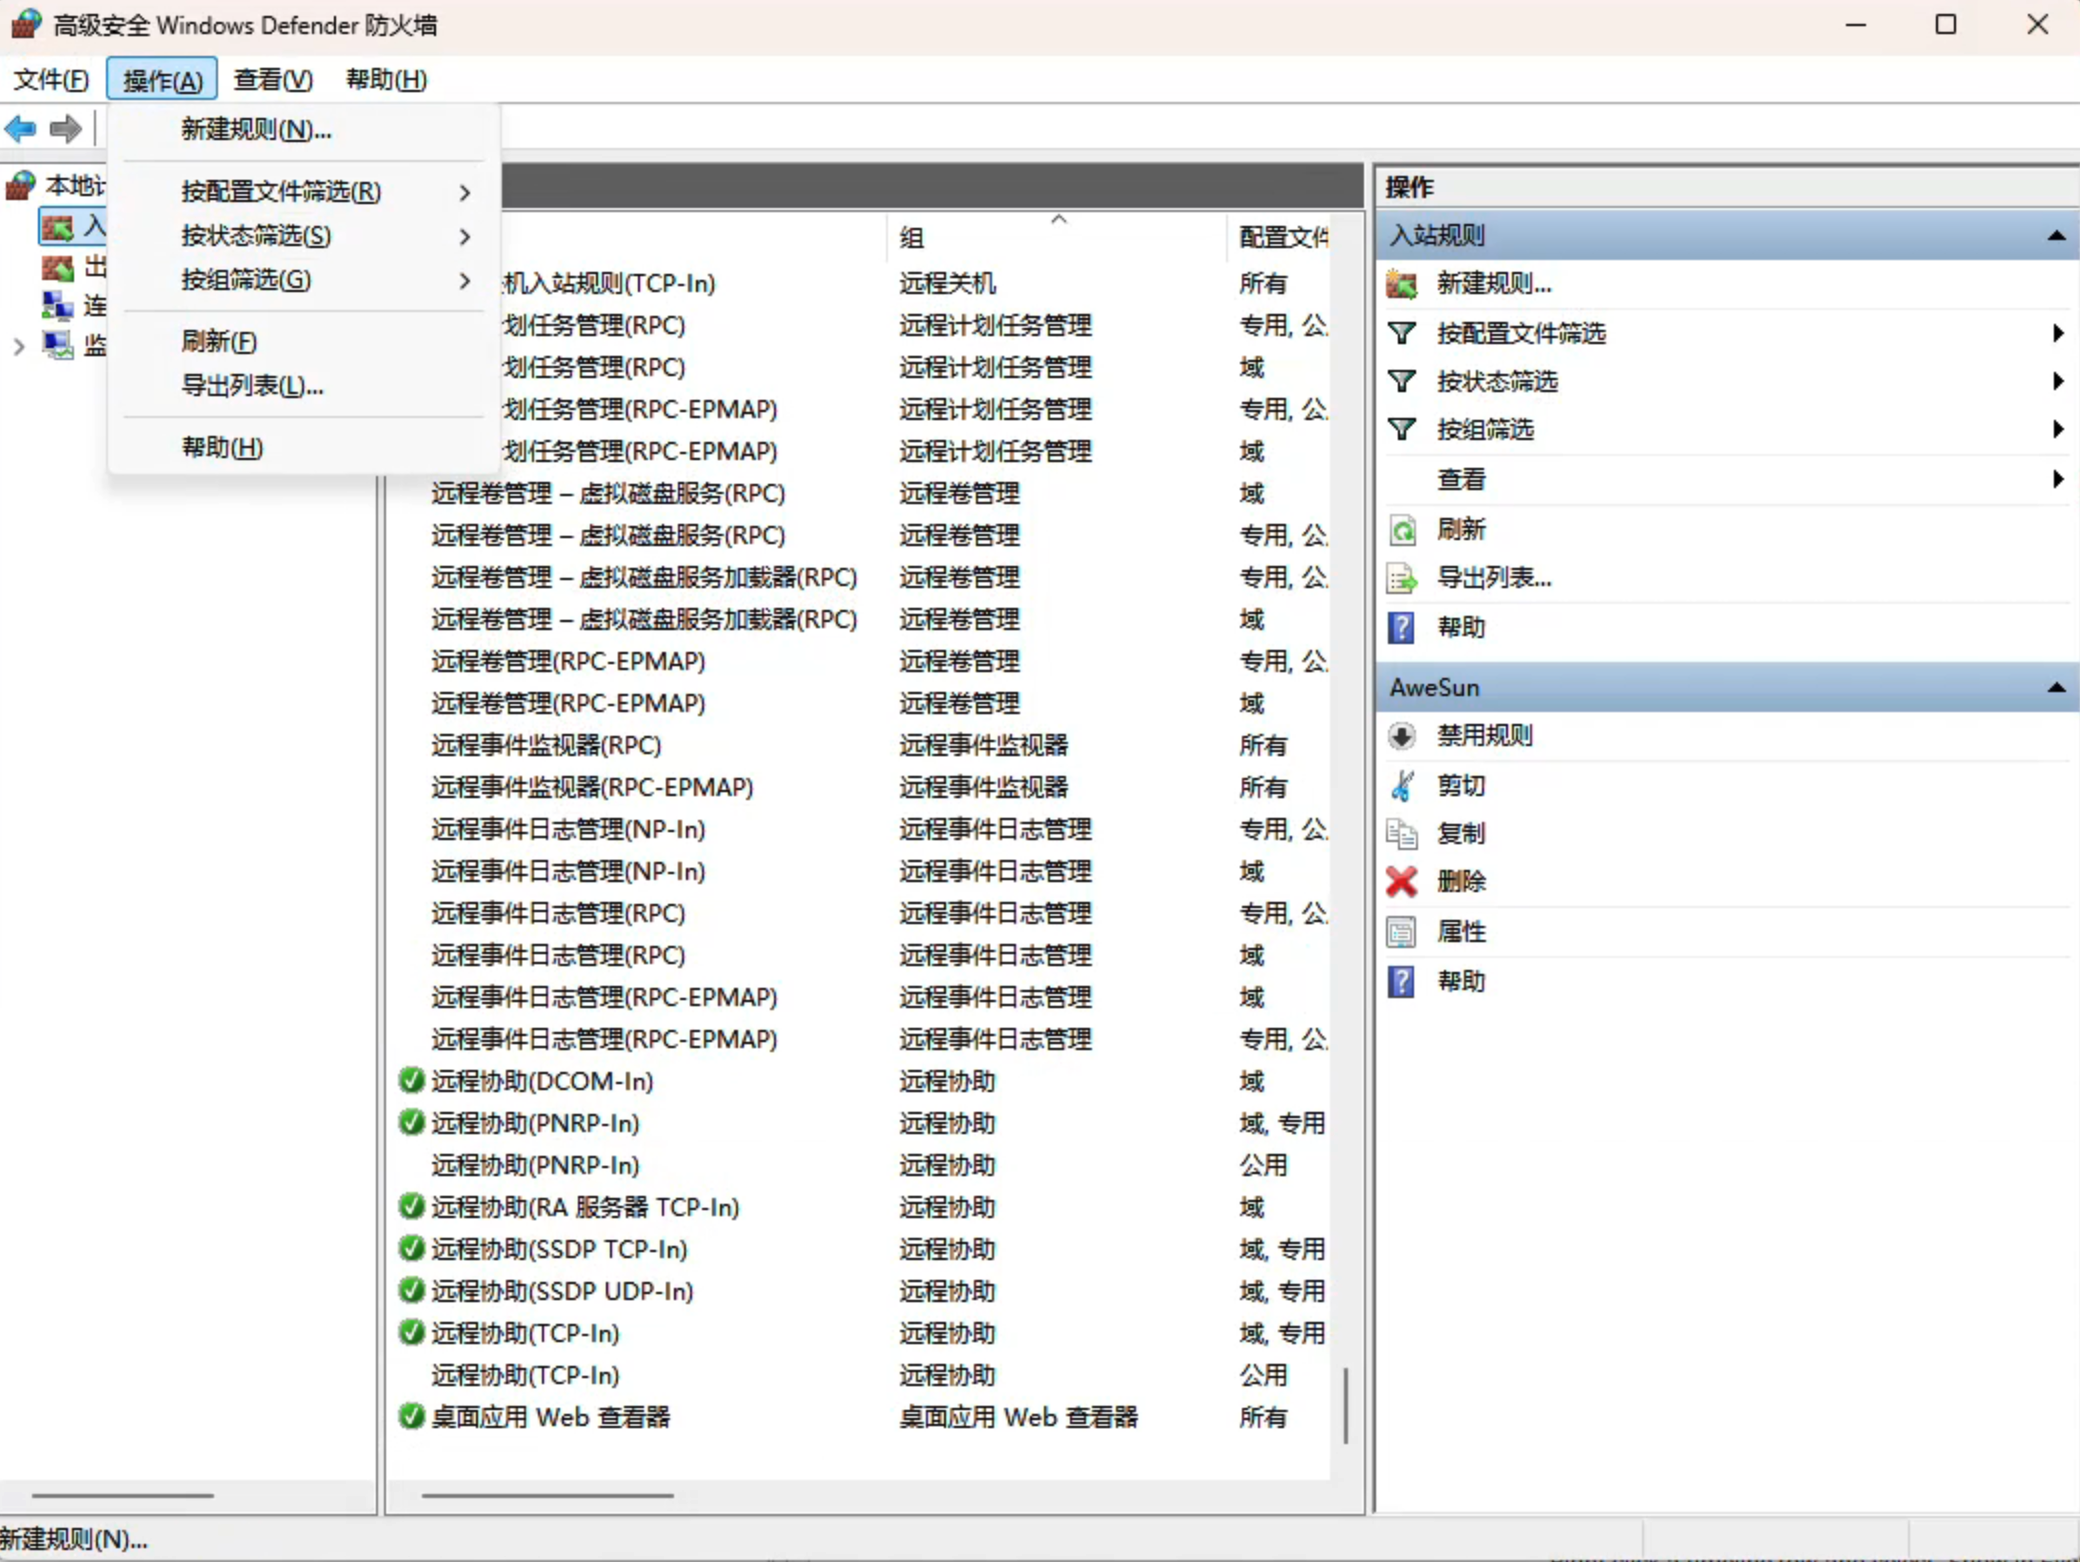 高级安全 Windows Defender 防火墙
文件(F) 操作(A) 查看(V) 帮助(H)
新建规则(N)...
按配置文件筛选(R)
按状态筛选(S)
按组筛选(G)
刷新(F)
导出列表(L)...
帮助(H)
本地计
入
出
连
监
组 配置文件
机入站规则(TCP-In) 远程关机 所有
划任务管理(RPC) 远程计划任务管理 专用, 公
划任务管理(RPC) 远程计划任务管理 域
划任务管理(RPC-EPMAP) 远程计划任务管理 专用, 公
划任务管理(RPC-EPMAP) 远程计划任务管理 域
远程卷管理 – 虚拟磁盘服务(RPC) 远程卷管理 域
远程卷管理 – 虚拟磁盘服务(RPC) 远程卷管理 专用, 公
远程卷管理 – 虚拟磁盘服务加载器(RPC) 远程卷管理 专用, 公
远程卷管理 – 虚拟磁盘服务加载器(RPC) 远程卷管理 域
远程卷管理(RPC-EPMAP) 远程卷管理 专用, 公
远程卷管理(RPC-EPMAP) 远程卷管理 域
远程事件监视器(RPC) 远程事件监视器 所有
远程事件监视器(RPC-EPMAP) 远程事件监视器 所有
远程事件日志管理(NP-In) 远程事件日志管理 专用, 公
远程事件日志管理(NP-In) 远程事件日志管理 域
远程事件日志管理(RPC) 远程事件日志管理 专用, 公
远程事件日志管理(RPC) 远程事件日志管理 域
远程事件日志管理(RPC-EPMAP) 远程事件日志管理 域
远程事件日志管理(RPC-EPMAP) 远程事件日志管理 专用, 公
远程协助(DCOM-In) 远程协助 域
远程协助(PNRP-In) 远程协助 域, 专用
远程协助(PNRP-In) 远程协助 公用
远程协助(RA 服务器 TCP-In) 远程协助 域
远程协助(SSDP TCP-In) 远程协助 域, 专用
远程协助(SSDP UDP-In) 远程协助 域, 专用
远程协助(TCP-In) 远程协助 域, 专用
远程协助(TCP-In) 远程协助 公用
桌面应用 Web 查看器 桌面应用 Web 查看器 所有
操作
入站规则
新建规则...
按配置文件筛选
按状态筛选
按组筛选
查看
刷新
导出列表...
帮助
AweSun
禁用规则
剪切
复制
删除
属性
帮助
新建规则(N)...